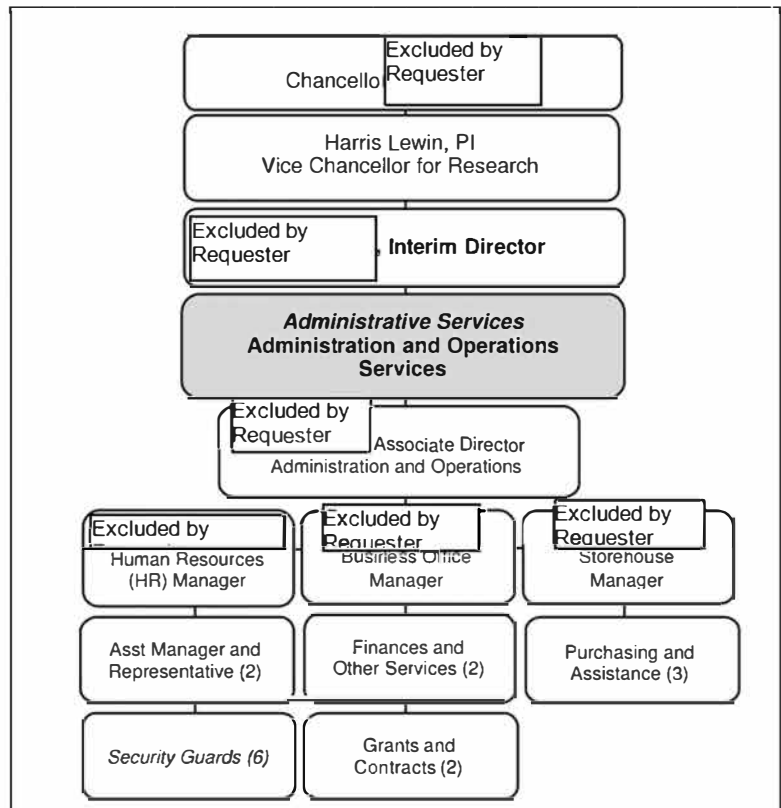 Excluded by
Requester
Chancello
Harris Lewin, PI
Vice Chancellor for Research
Excluded by
Requester
, Interim Director
Administrative Services
Administration and Operations
Services
Excluded by
Requester
Associate Director
Administration and Operations
Excluded by
Human Resources
(HR) Manager
Excluded by
Requester
Business Office
Manager
Excluded by
Requester
Storehouse
Manager
Asst Manager and
Representative (2)
Finances and
Other Services (2)
Purchasing and
Assistance (3)
Security Guards (6)
Grants and
Contracts (2)